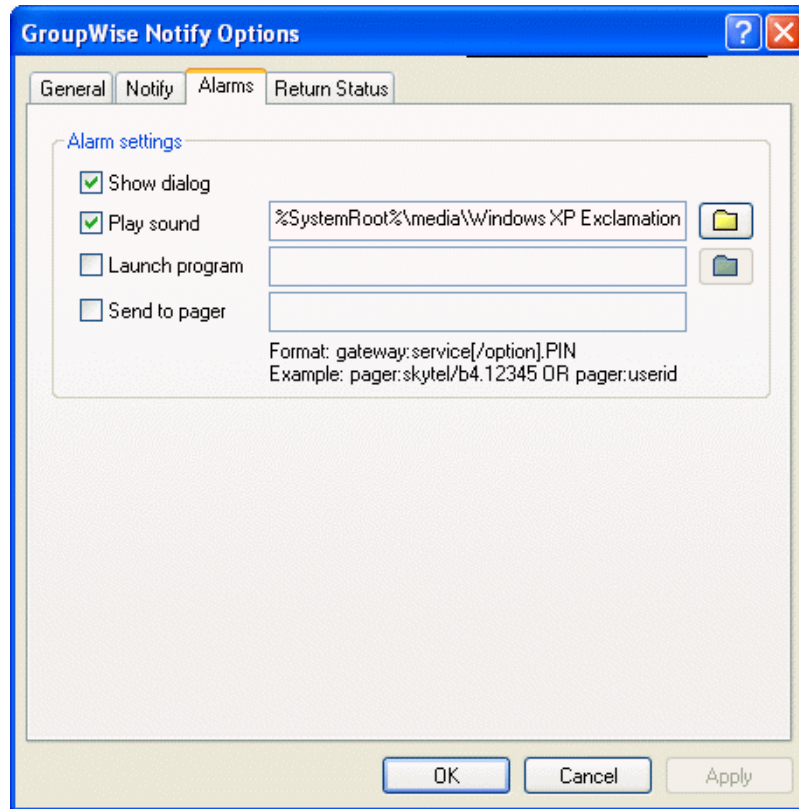 GroupWise Notify Options
General Notify Alarms Return Status
Alarm settings
Show dialog
Play sound %SystemRoot%\media\Windows XP Exclamation
Launch program
Send to pager
Format: gateway:service[/option].PIN
Example: pager:skytel/b4.12345 OR pager:userid
OK Cancel Apply